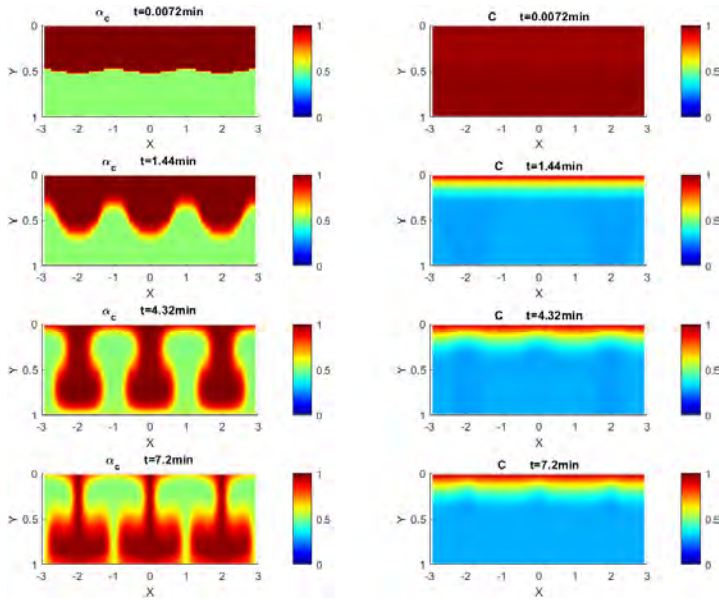 α_c t=0.0072min
0
0.5
1
Y
-3 -2 -1 0 1 2 3
X
1
0.5
0
C t=0.0072min
0
0.5
1
Y
-3 -2 -1 0 1 2 3
X
1
0.5
0
α_c t=1.44min
0
0.5
1
Y
-3 -2 -1 0 1 2 3
X
1
0.5
0
C t=1.44min
0
0.5
1
Y
-3 -2 -1 0 1 2 3
X
1
0.5
0
α_c t=4.32min
0
0.5
1
Y
-3 -2 -1 0 1 2 3
X
1
0.5
0
C t=4.32min
0
0.5
1
Y
-3 -2 -1 0 1 2 3
X
1
0.5
0
α_c t=7.2min
0
0.5
1
Y
-3 -2 -1 0 1 2 3
X
1
0.5
0
C t=7.2min
0
0.5
1
Y
-3 -2 -1 0 1 2 3
X
1
0.5
0